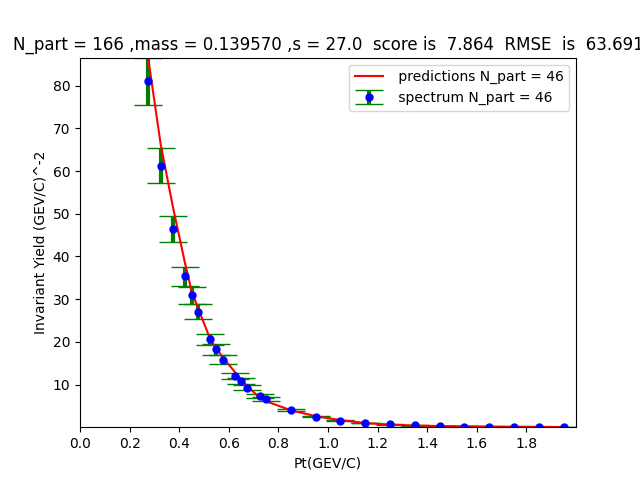 N_part = 166 ,mass = 0.139570 ,s = 27.0  score is  7.864  RMSE  is  63.691
predictions N_part = 46
spectrum N_part = 46
Invariant Yield (GEV/C)^-2
80
70
60
50
40
30
20
10
0.0 0.2 0.4 0.6 0.8 1.0 1.2 1.4 1.6 1.8
Pt(GEV/C)